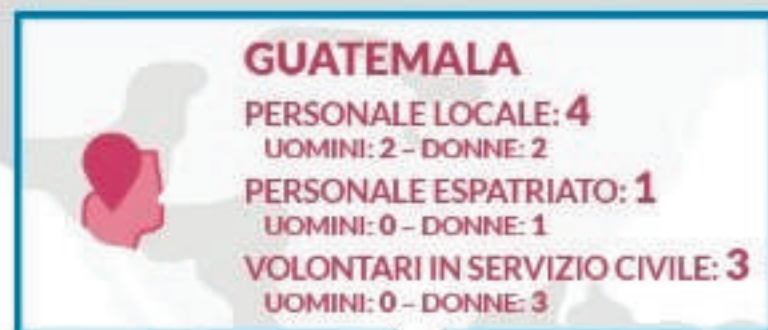 GUATEMALA
PERSONALE LOCALE: 4
UOMINI: 2 – DONNE: 2
PERSONALE ESPATRIATO: 1
UOMINI: 0 – DONNE: 1
VOLONTARI IN SERVIZIO CIVILE: 3
UOMINI: 0 – DONNE: 3